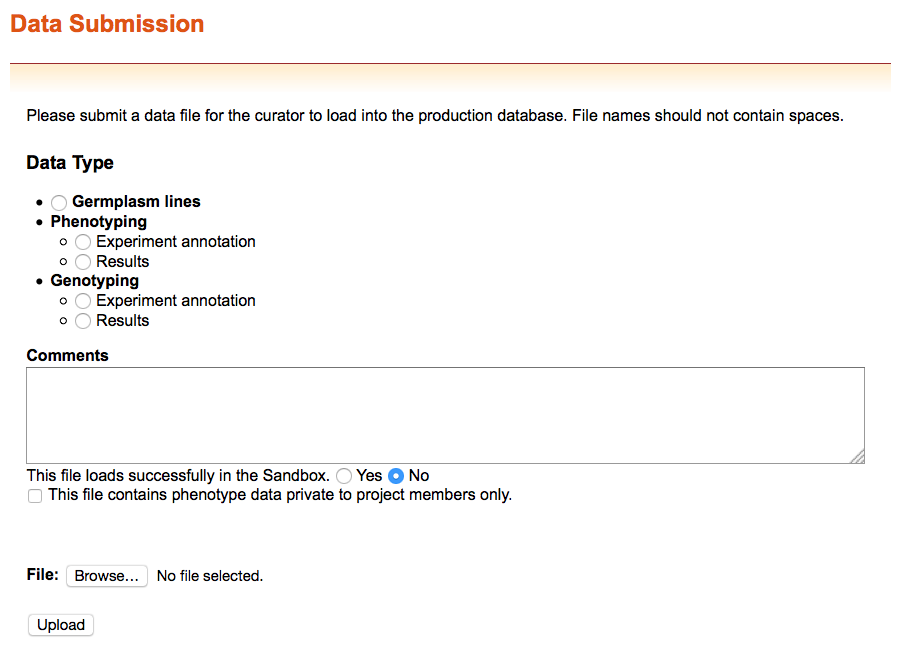 Data Submission
Please submit a data file for the curator to load into the production database. File names should not contain spaces.
Data Type
Germplasm lines
Phenotyping
Experiment annotation
Results
Genotyping
Experiment annotation
Results
Comments
This file loads successfully in the Sandbox. Yes No
This file contains phenotype data private to project members only.
File: Browse... No file selected.
Upload